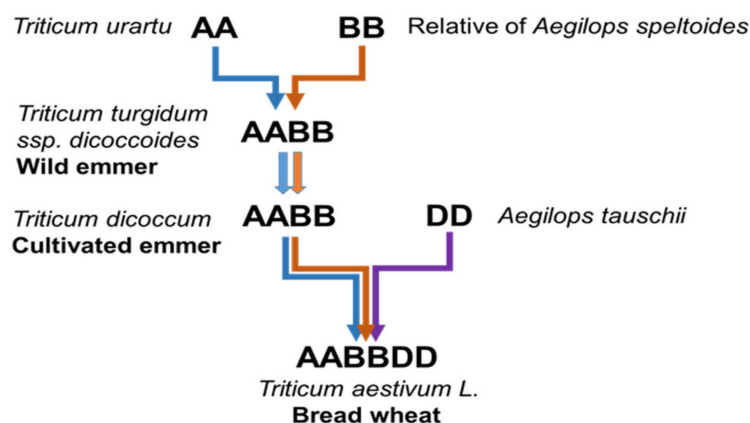 Triticum urartu AA BB Relative of Aegilops speltoides
Triticum turgidum
ssp. dicoccoides
Wild emmer
AABB
Triticum dicoccum
Cultivated emmer
AABB
DD Aegilops tauschii
AABBDD
Triticum aestivum L.
Bread wheat